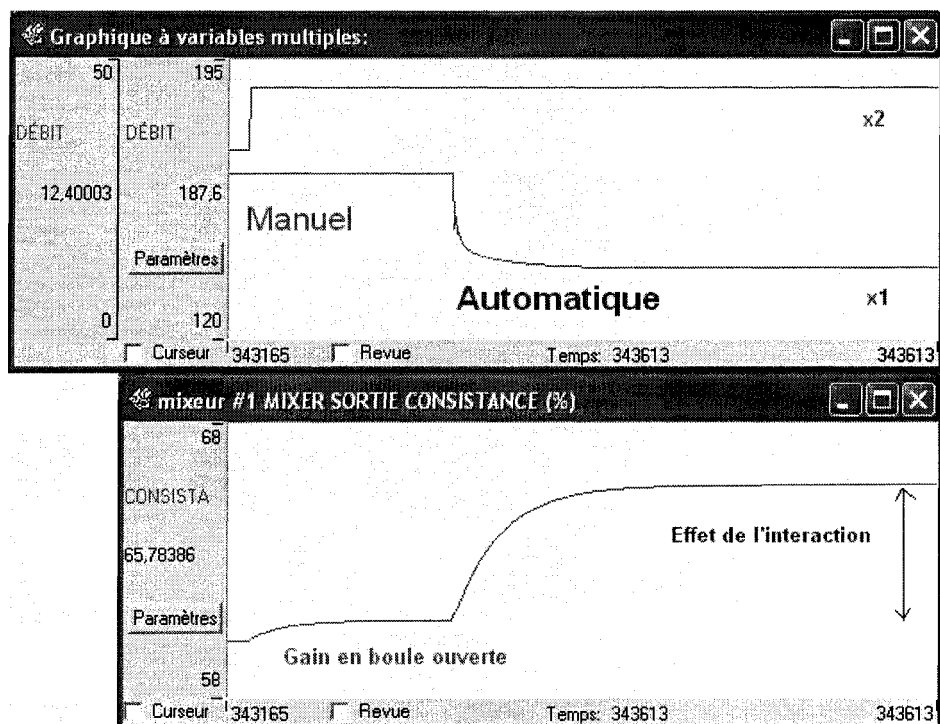 Graphique à variables multiples:
50
195
x2
DÉBIT
DÉBIT
12,40003
187,6
Manuel
Paramètres
Automatique
x1
0
120
Curseur
343165
Revue
Temps: 343613
343613
mixeur #1 MIXER SORTIE CONSISTANCE (%)
68
CONSISTA
Effet de l'interaction
65,78386
Paramètres
Gain en boule ouverte
58
Curseur
343165
Revue
Temps: 343613
343613